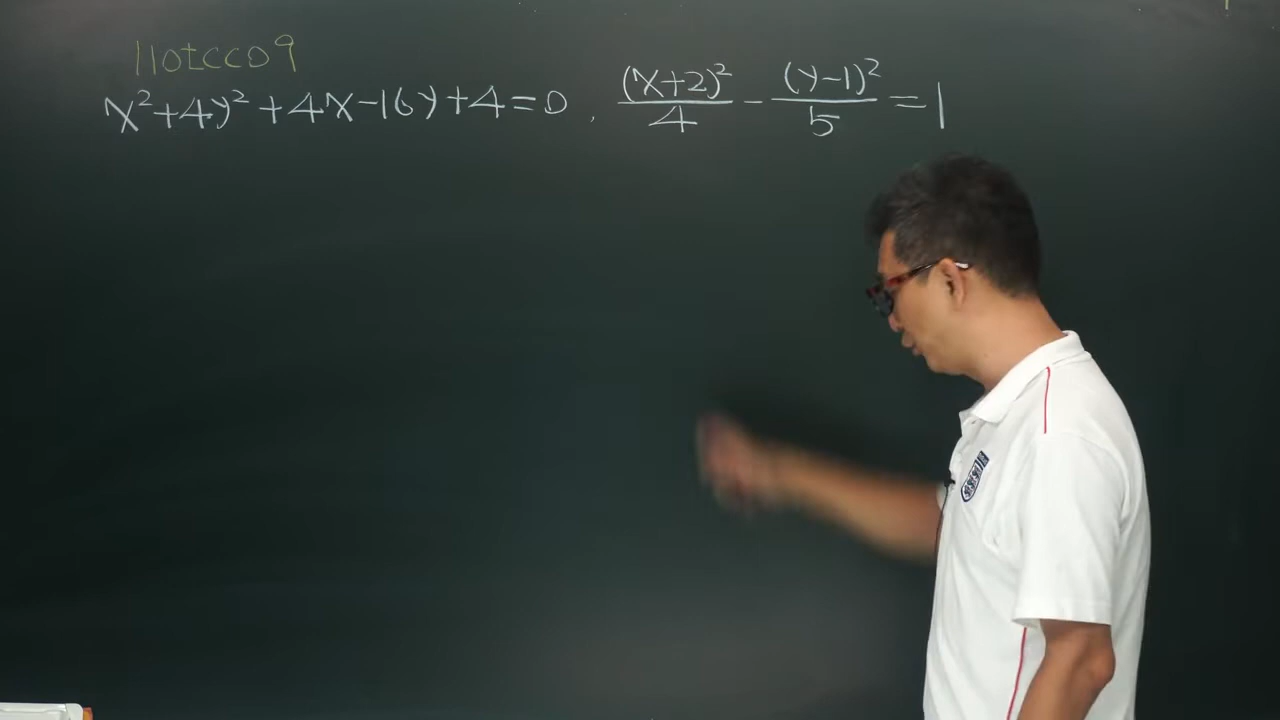 110tcc09
x²+4y²+4x-16y+4=0, (x+2)²/4 - (y-1)²/5 = 1